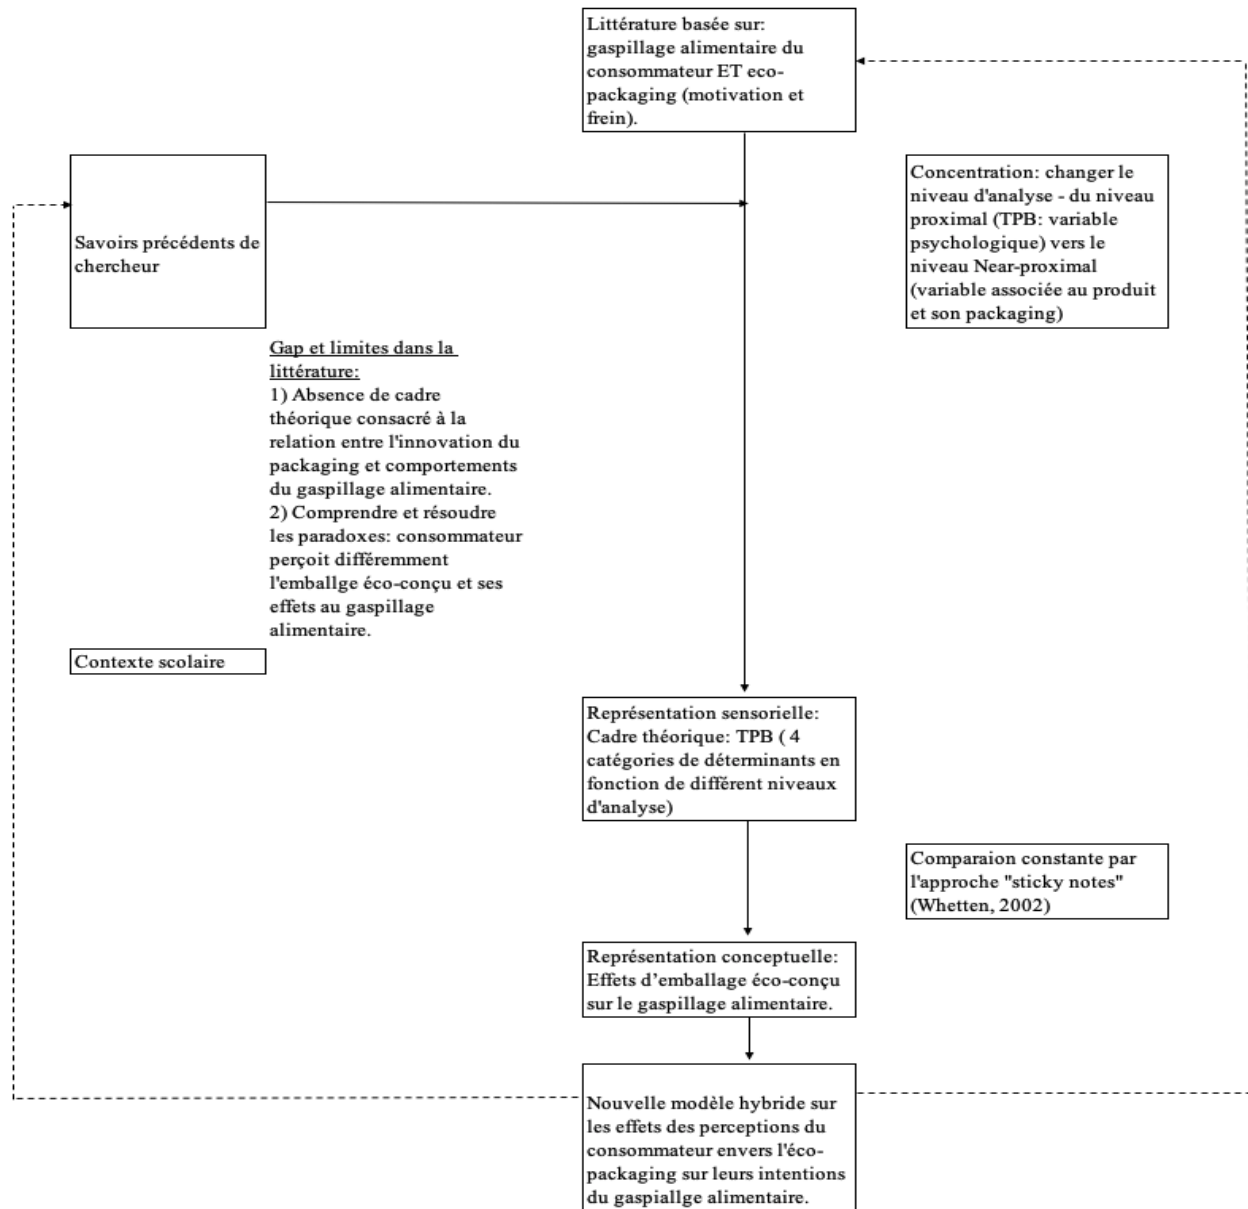 Littérature basée sur:
gaspillage alimentaire du
consommateur ET eco-
packaging (motivation et
frein).
Savoirs précédents de
chercheur
Concentration: changer le
niveau d'analyse - du niveau
proximal (TPB: variable
psychologique) vers le
niveau Near-proximal
(variable associée au produit
et son packaging)
Gap et limites dans la
littérature:
1) Absence de cadre
théorique consacré à la
relation entre l'innovation du
packaging et comportements
du gaspillage alimentaire.
2) Comprendre et résoudre
les paradoxes: consommateur
perçoit différemment
l'emballge éco-conçu et ses
effets au gaspillage
alimentaire.
Contexte scolaire
Représentation sensorielle:
Cadre théorique: TPB ( 4
catégories de déterminants en
fonction de différent niveaux
d'analyse)
Comparaion constante par
l'approche "sticky notes"
(Whetten, 2002)
Représentation conceptuelle:
Effets d’emballage éco-conçu
sur le gaspillage alimentaire.
Nouvelle modèle hybride sur
les effets des perceptions du
consommateur envers l'éco-
packaging sur leurs intentions
du gaspiallge alimentaire.